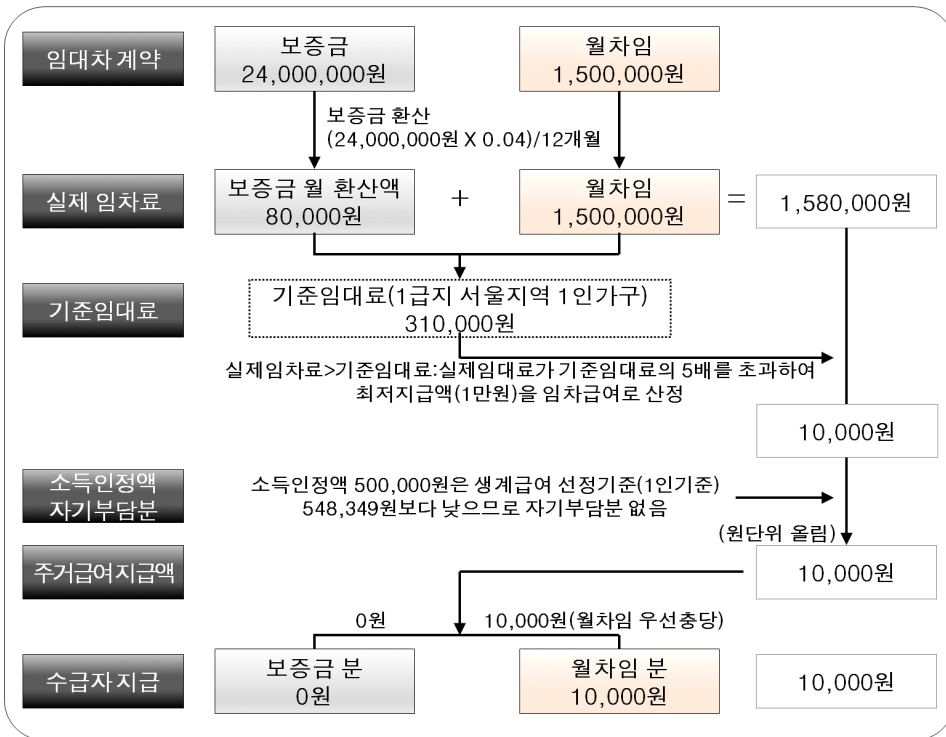 임대차 계약
보증금
24,000,000원
월차임
1,500,000원
보증금 환산
(24,000,000원 X 0.04)/12개월
실제 임차료
보증금 월 환산액
80,000원
+
월차임
1,500,000원
=
1,580,000원
기준임대료
기준임대료(1급지 서울지역 1인가구)
310,000원
실제임차료>기준임대료:실제임대료가 기준임대료의 5배를 초과하여
최저지급액(1만원)을 임차급여로 산정
10,000원
소득인정액
자기부담분
소득인정액 500,000원은 생계급여 선정기준(1인기준)
548,349원보다 낮으므로 자기부담분 없음
(원단위 올림)
주거급여지급액
10,000원
0원
10,000원(월차임 우선충당)
수급자 지급
보증금 분
0원
월차임 분
10,000원
10,000원